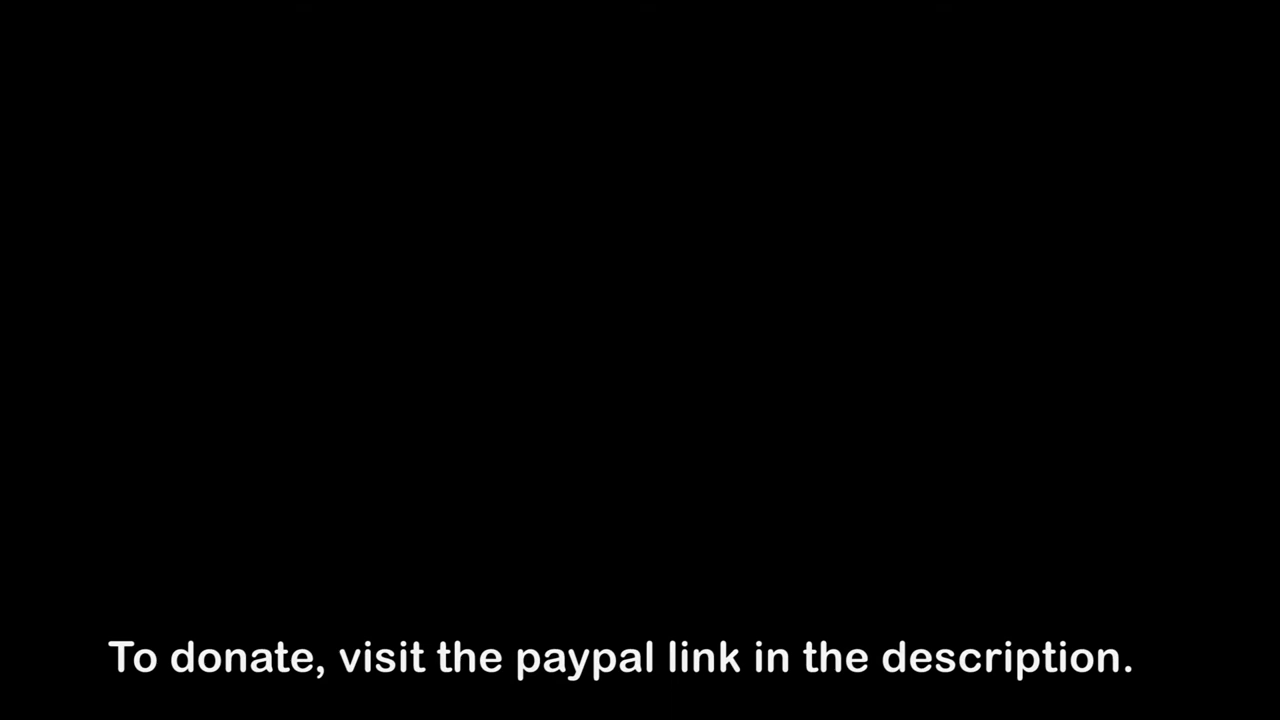 To donate, visit the paypal link in the description.